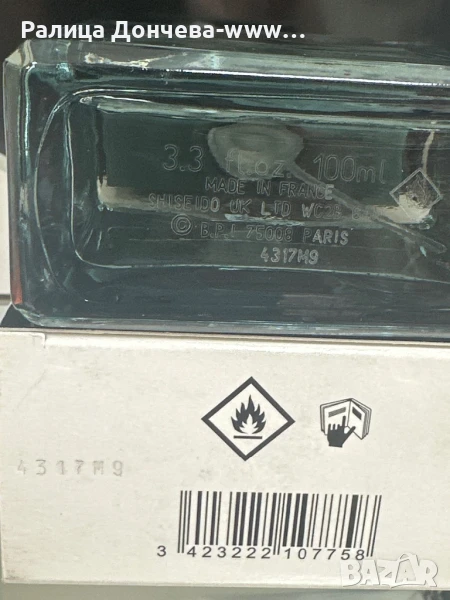 Ралица Дончева-www...
3.3 fl. oz. 100ml
MADE IN FRANCE
SHISEIDO UK LTD
© B.P.I. 75008 PARIS
4317M9
4317M9
3 423222 107758
BAZAR